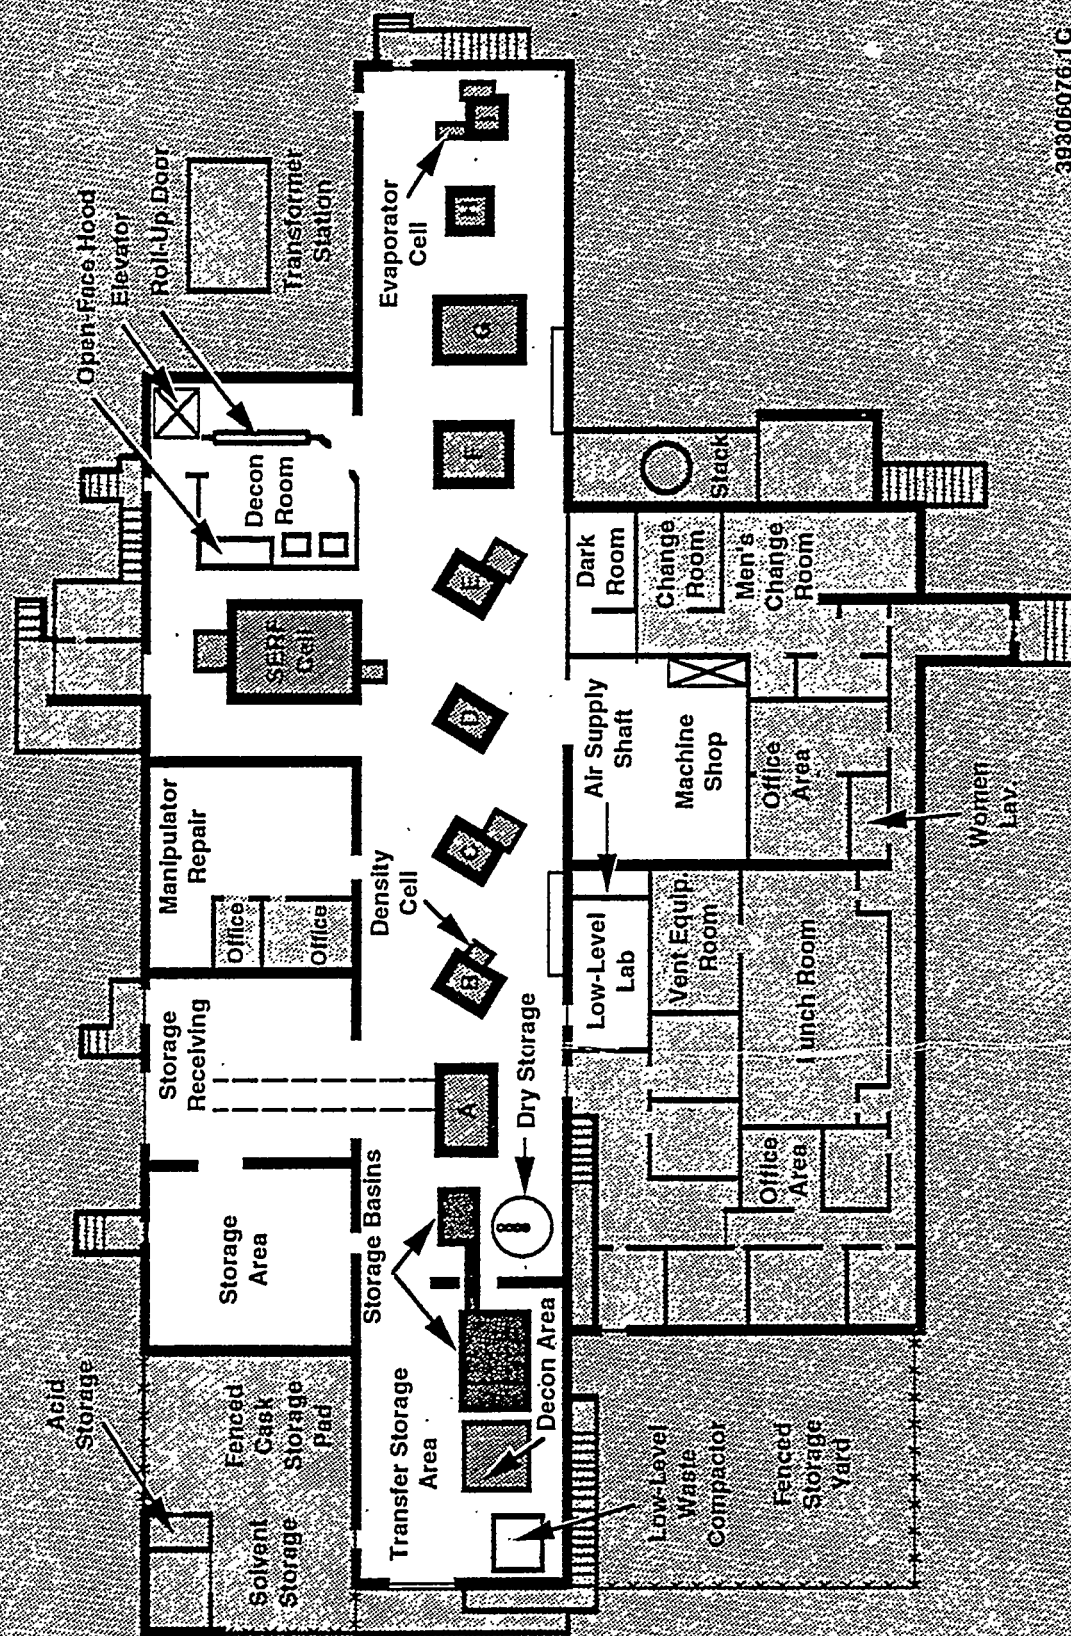 Acid
Storage
Solvent
Storage
Fenced
Cask
Storage
Pad
Storage
Area
Storage
Receiving
Manipulator
Repair
Office
Office
SERF
Cell
Decon
Room
Open-Face Hood
Elevator
Roll-Up Door
Transformer
Station
Transfer Storage
Area
Storage Basins
Decon Area
Dry Storage
A
B
Density
Cell
C
D
E
F
G
H
I
Evaporator
Cell
Low-Level
Waste
Compactor
Fenced
Storage
Yard
Office
Area
Low-Level
Lab
Vent Equip.
Room
Lunch Room
Air Supply
Shaft
Machine
Shop
Office
Area
Women
Lav.
Dark
Room
Change
Room
Men's
Change
Room
Stack
39306076.1C